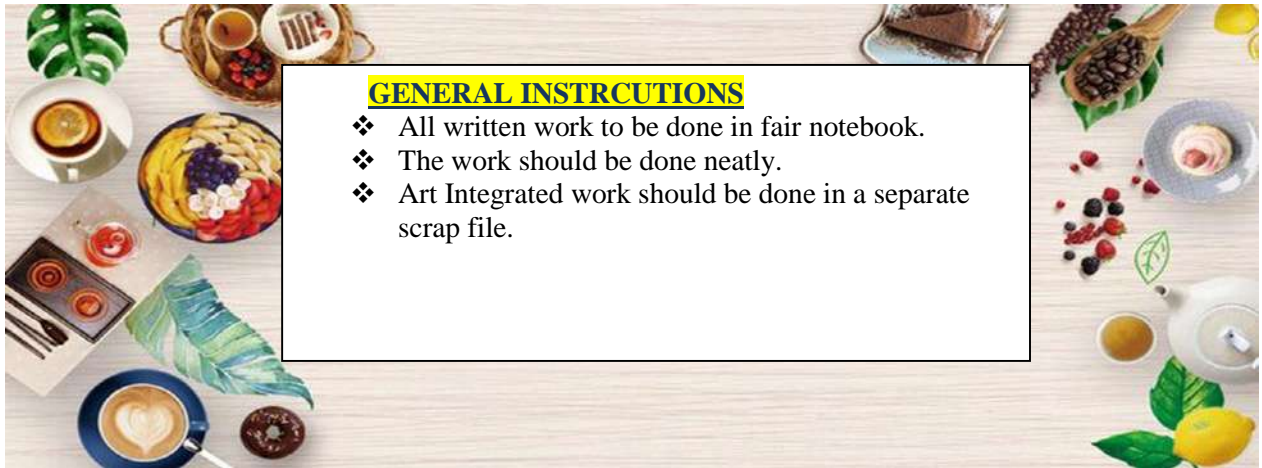 GENERAL INSTRCUTIONS
❖ All written work to be done in fair notebook.
❖ The work should be done neatly.
❖ Art Integrated work should be done in a separate
scrap file.